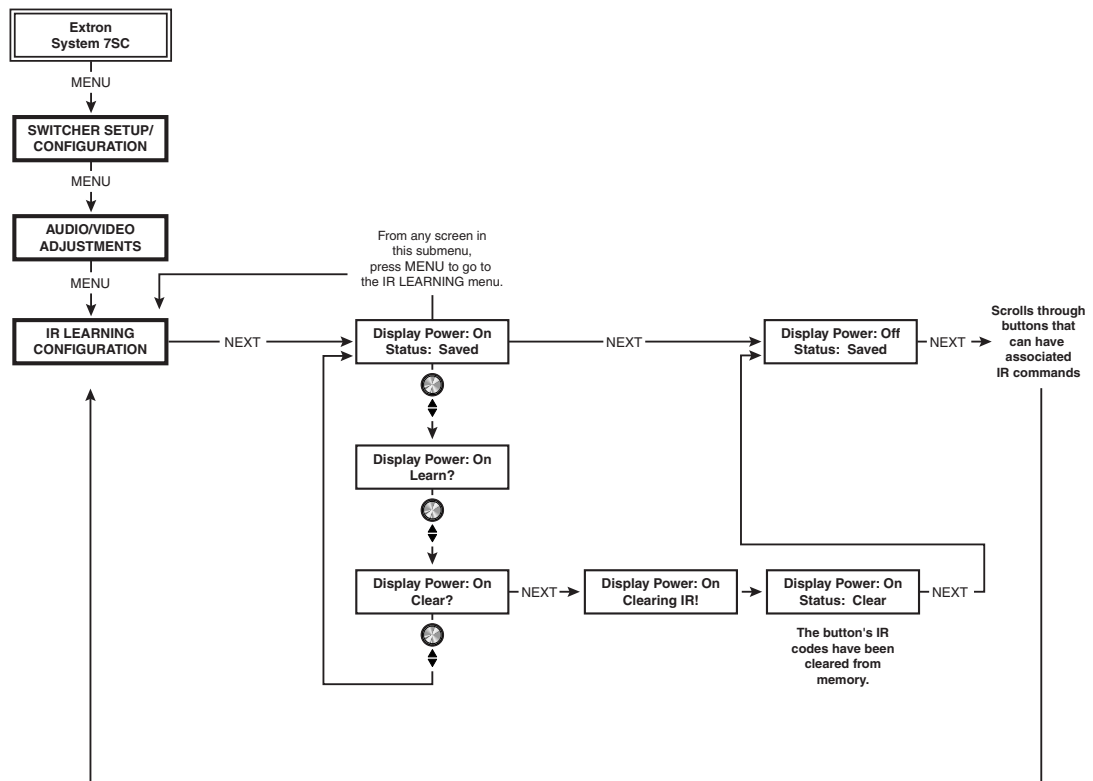 Extron
System 7SC
MENU
SWITCHER SETUP/
CONFIGURATION
MENU
AUDIO/VIDEO
ADJUSTMENTS
MENU
From any screen in
this submenu,
press MENU to go to
the IR LEARNING menu.
IR LEARNING
CONFIGURATION
NEXT
Display Power: On
Status: Saved
NEXT
Display Power: Off
Status: Saved
NEXT
Scrolls through
buttons that
can have
associated
IR commands
Display Power: On
Learn?
Display Power: On
Clear?
NEXT
Display Power: On
Clearing IR!
Display Power: On
Status: Clear
NEXT
The button's IR
codes have been
cleared from
memory.